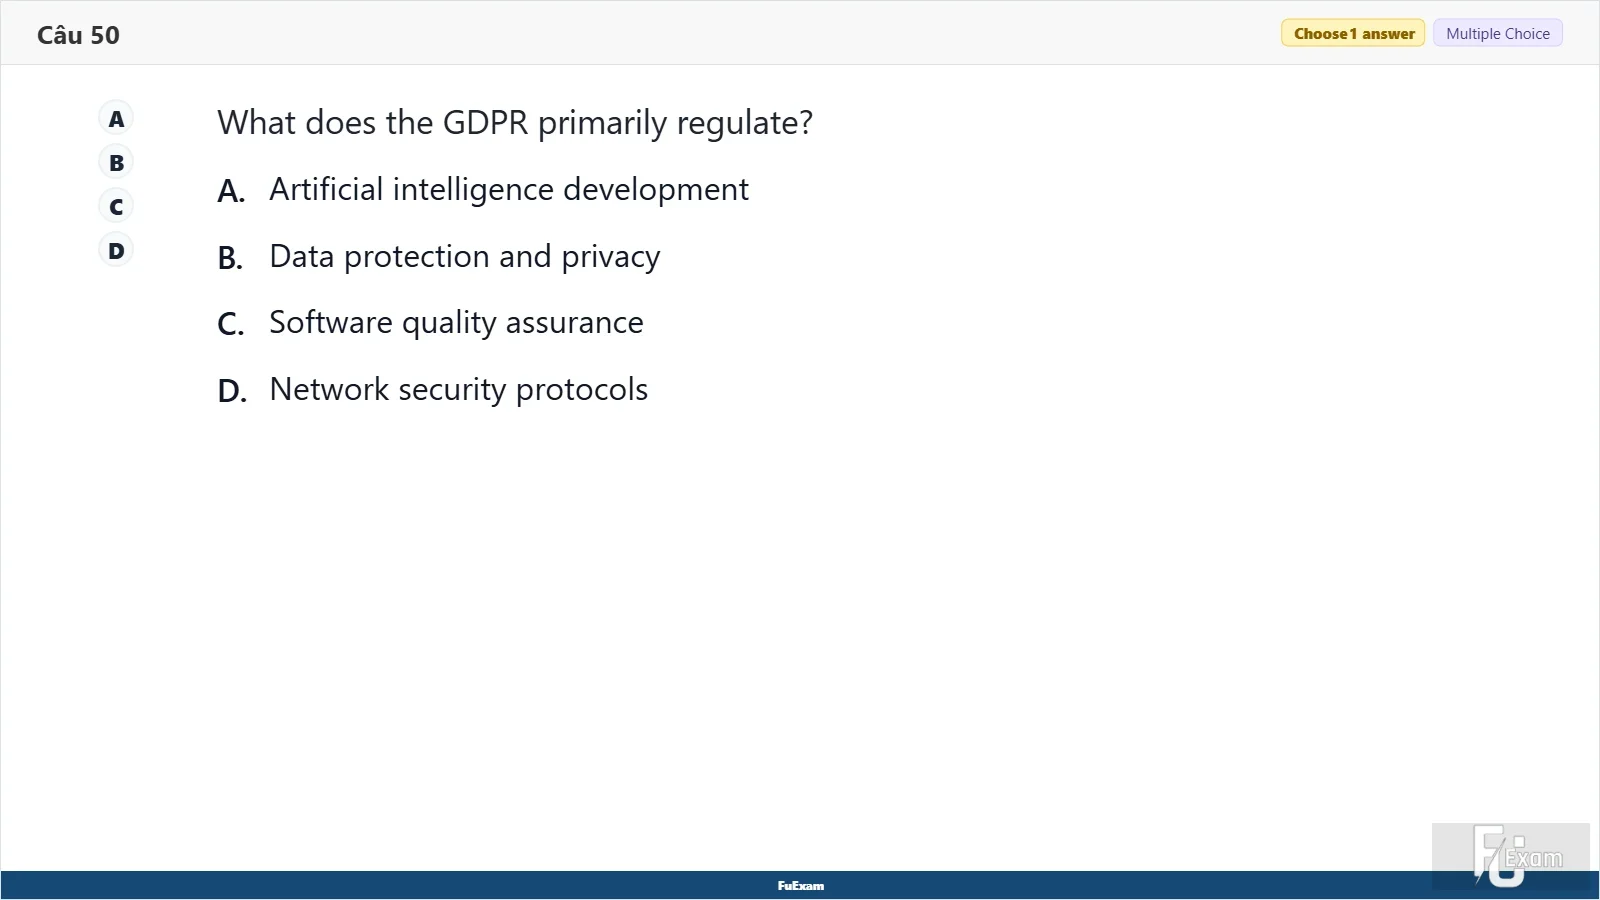 Câu 50
Choose 1 answer
Multiple Choice
A
B
C
D
What does the GDPR primarily regulate?
A. Artificial intelligence development
B. Data protection and privacy
C. Software quality assurance
D. Network security protocols
FuExam
FU Exam